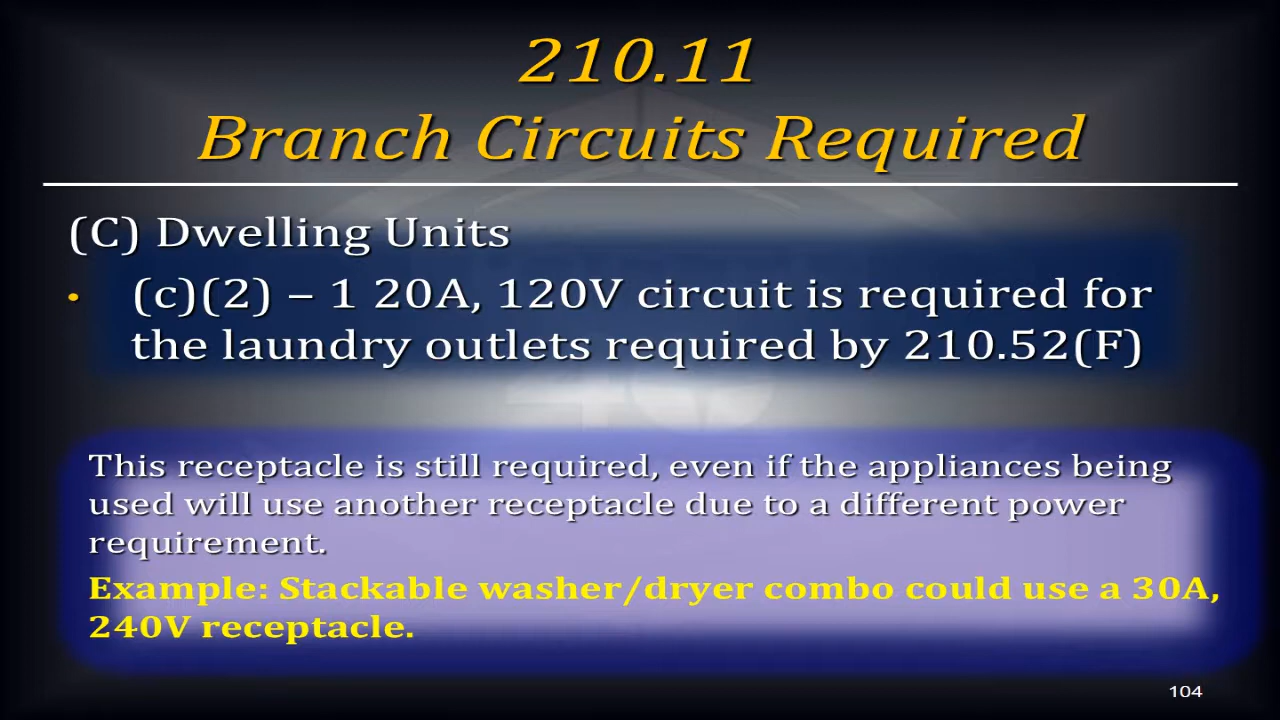 210.11
Branch Circuits Required
(C) Dwelling Units
• (c)(2) – 1 20A, 120V circuit is required for
the laundry outlets required by 210.52(F)
This receptacle is still required, even if the appliances being
used will use another receptacle due to a different power
requirement.
Example: Stackable washer/dryer combo could use a 30A,
240V receptacle.
104